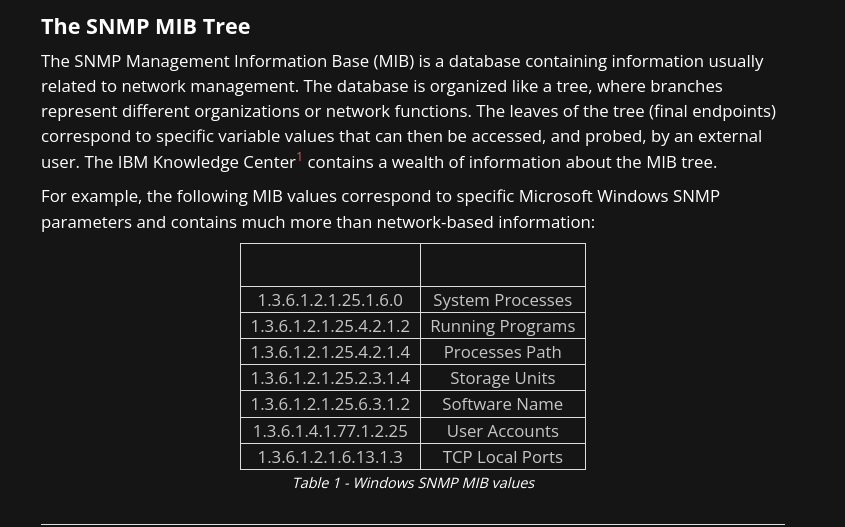 The SNMP MIB Tree
The SNMP Management Information Base (MIB) is a database containing information usually
related to network management. The database is organized like a tree, where branches
represent different organizations or network functions. The leaves of the tree (final endpoints)
correspond to specific variable values that can then be accessed, and probed, by an external
user. The IBM Knowledge Center1 contains a wealth of information about the MIB tree.
For example, the following MIB values correspond to specific Microsoft Windows SNMP
parameters and contains much more than network-based information:
1.3.6.1.2.1.25.1.6.0 System Processes
1.3.6.1.2.1.25.4.2.1.2 Running Programs
1.3.6.1.2.1.25.4.2.1.4 Processes Path
1.3.6.1.2.1.25.2.3.1.4 Storage Units
1.3.6.1.2.1.25.6.3.1.2 Software Name
1.3.6.1.4.1.77.1.2.25 User Accounts
1.3.6.1.2.1.6.13.1.3 TCP Local Ports
Table 1 - Windows SNMP MIB values